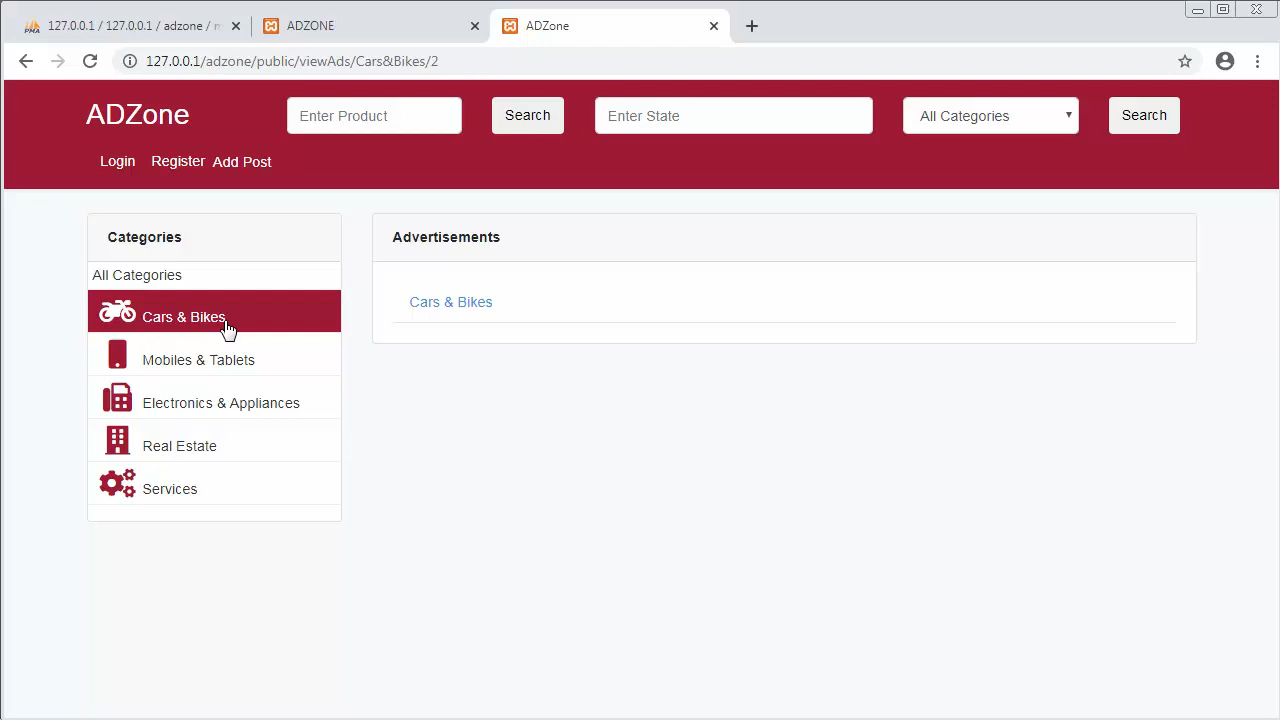 127.0.0.1 / 127.0.0.1 / adzone /
ADZONE
ADZone
127.0.0.1/adzone/public/viewAds/Cars&Bikes/2
ADZone
Enter Product
Search
Enter State
All Categories
Search
Login Register Add Post
Categories
All Categories
Cars & Bikes
Mobiles & Tablets
Electronics & Appliances
Real Estate
Services
Advertisements
Cars & Bikes